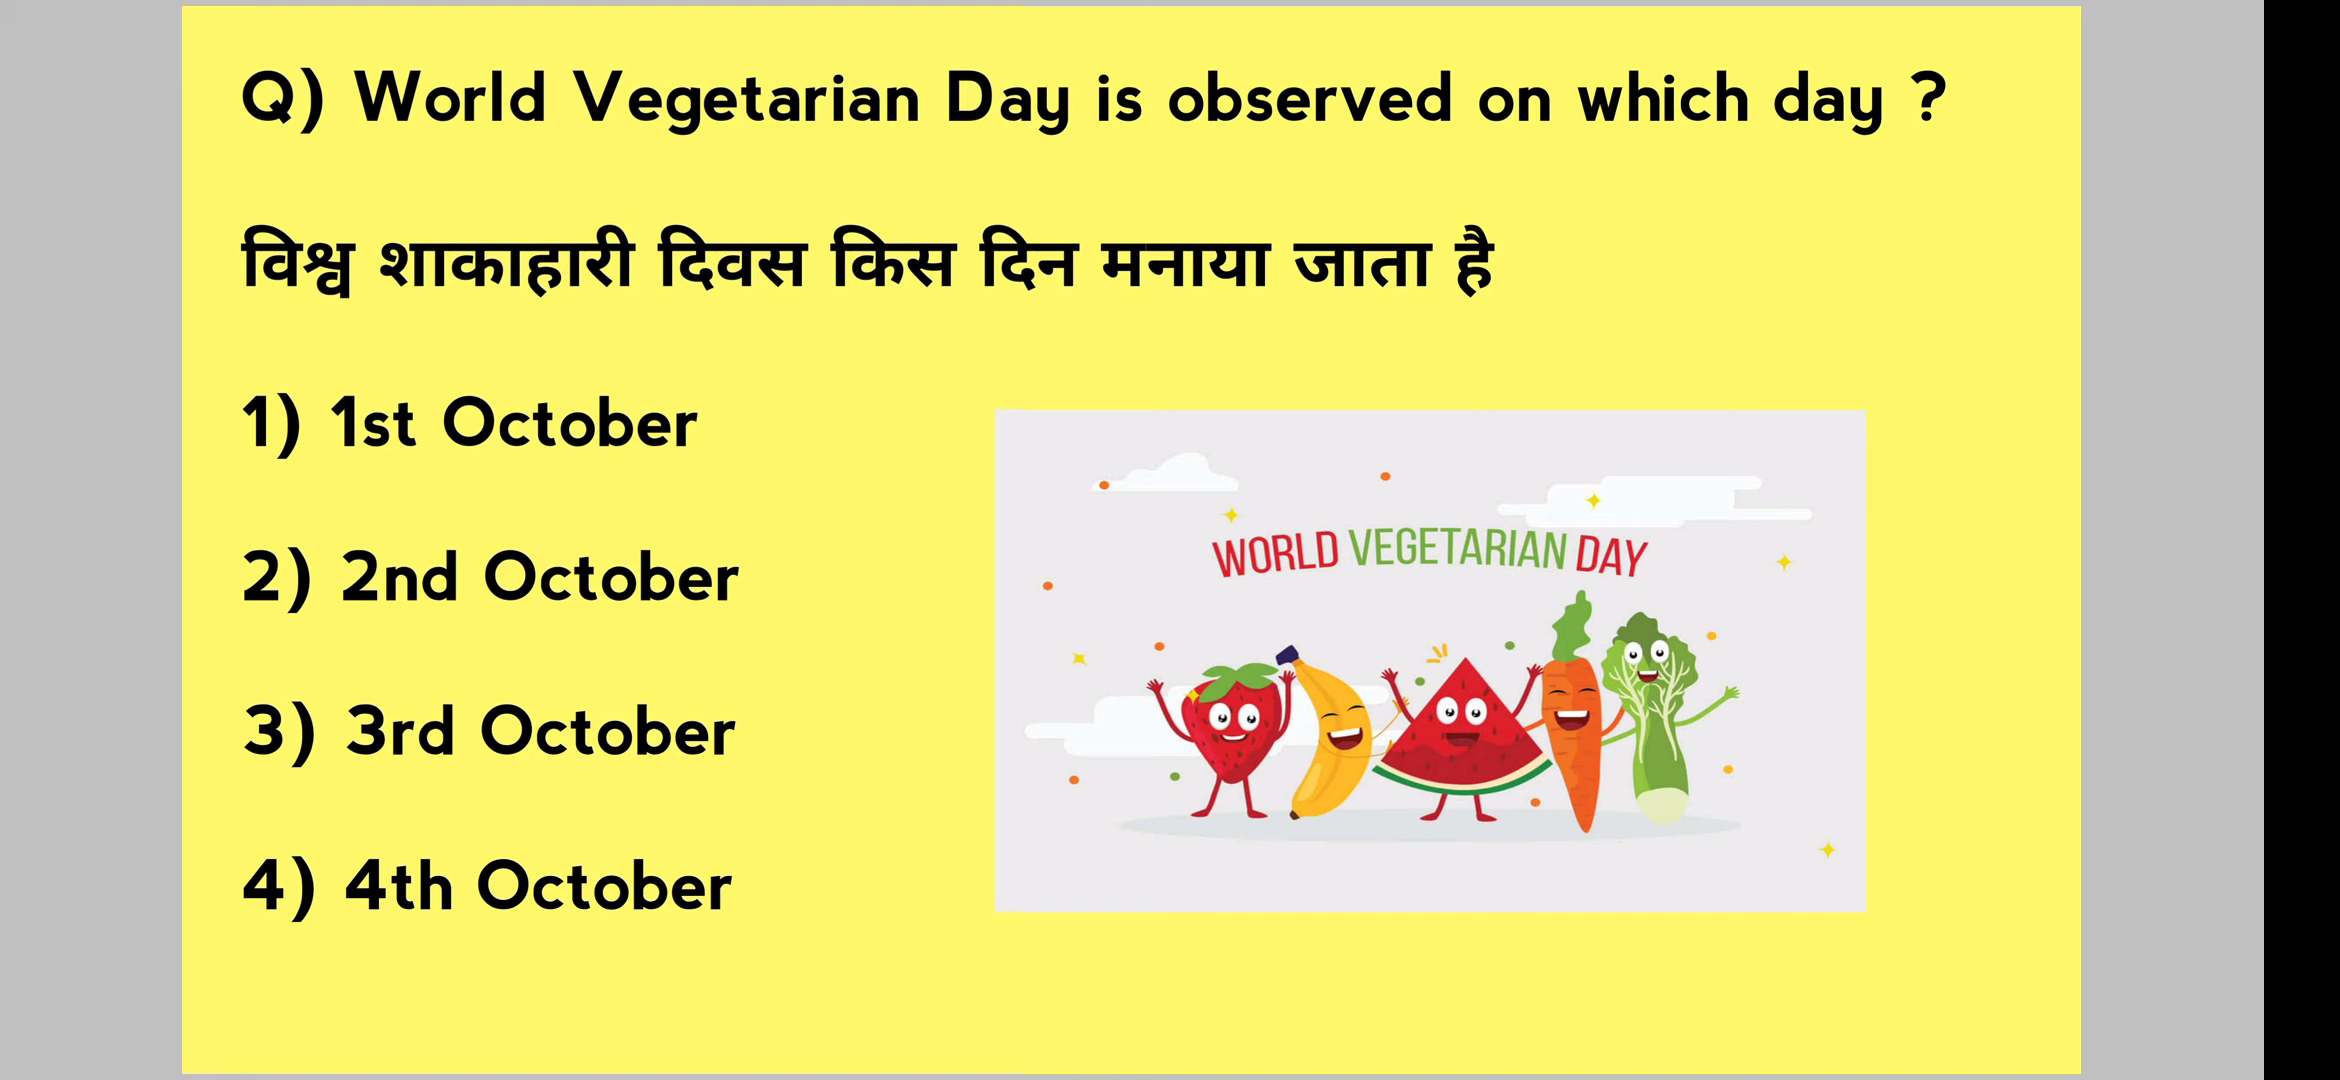 Q) World Vegetarian Day is observed on which day ?
विश्व शाकाहारी दिवस किस दिन मनाया जाता है
1) 1st October
2) 2nd October
3) 3rd October
4) 4th October
WORLD VEGETARIAN DAY